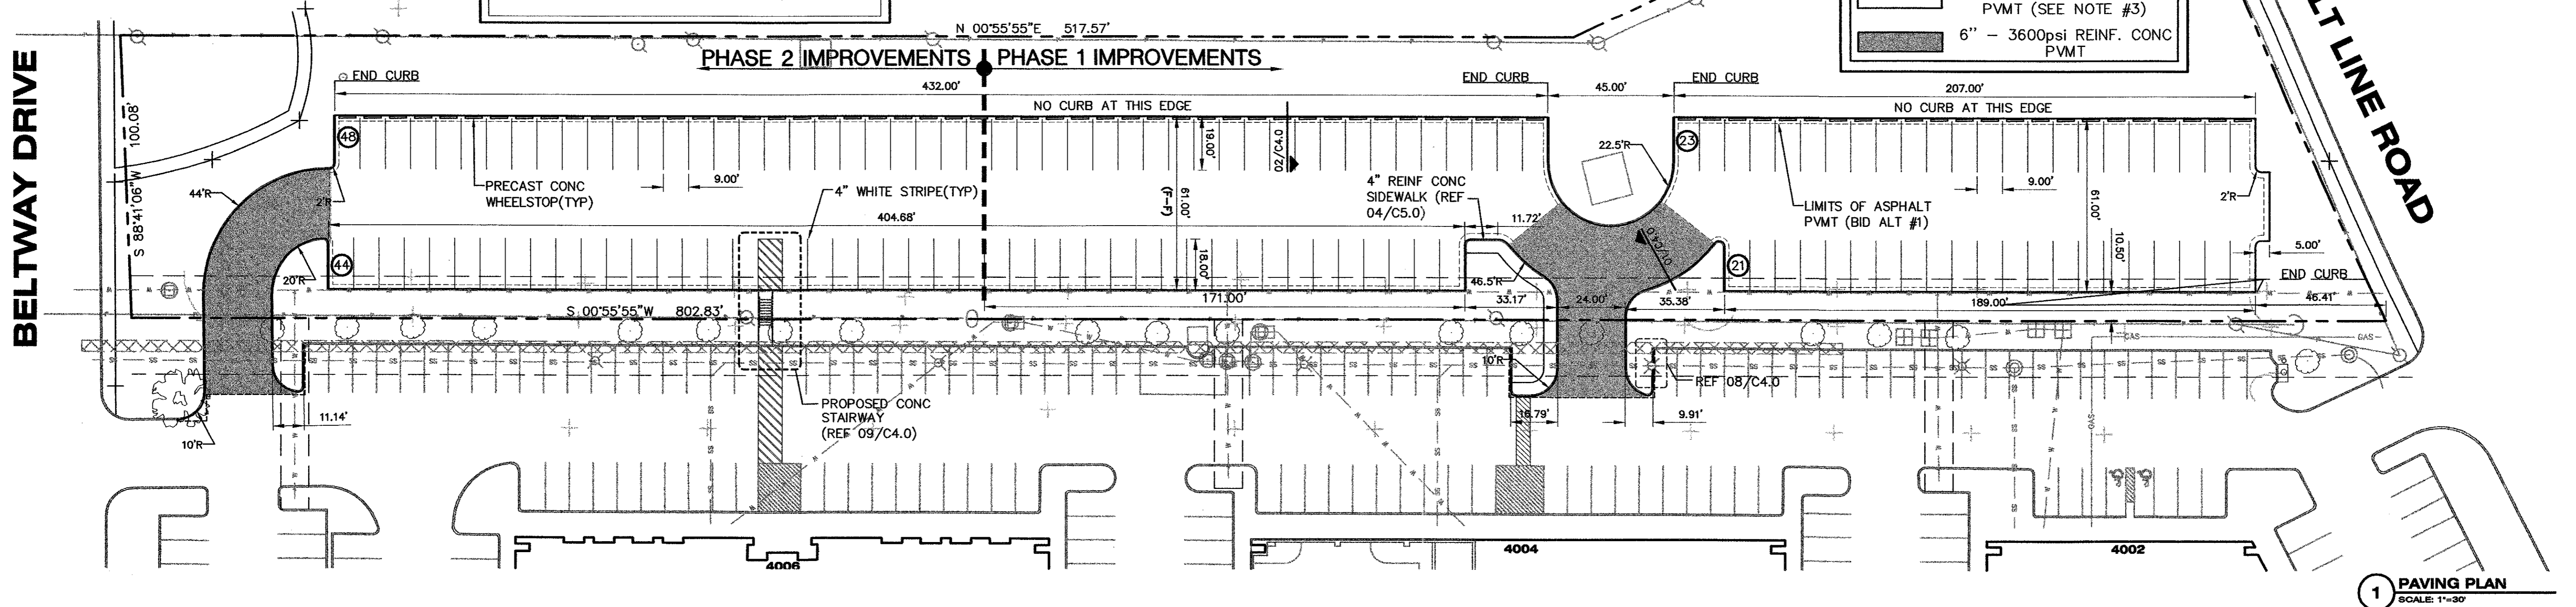 BELTWAY DRIVE
BELT LINE ROAD
PVMT (SEE NOTE #3)
6" – 3600psi REINF. CONC
PVMT
N 00°55'55"E 517.57'
PHASE 2 IMPROVEMENTS
PHASE 1 IMPROVEMENTS
END CURB
432.00'
END CURB
45.00'
END CURB
207.00'
NO CURB AT THIS EDGE
NO CURB AT THIS EDGE
S 88°41'06"W 100.08'
48
19.00'
02/C4.0
22.5'R
23
44'R
2'R
PRECAST CONC
WHEELSTOP(TYP)
9.00'
4" WHITE STRIPE(TYP)
61.00'
(F-F)
4" REINF CONC
SIDEWALK (REF
04/C5.0)
11.72'
01/C4.0
LIMITS OF ASPHALT
PVMT (BID ALT #1)
9.00'
61.00'
2'R
404.68'
44
20'R
18.00'
46.5'R
21
10.50'
5.00'
END CURB
171.00'
33.17'
24.00'
35.38'
189.00'
46.41'
S 00°55'55"W 802.83'
GAS
GAS
10'R
REF 08/C4.0
PROPOSED CONC
STAIRWAY
(REF 09/C4.0)
11.14'
10'R
16.79'
9.91'
4006
4004
4002
1
PAVING PLAN
SCALE: 1"=30'